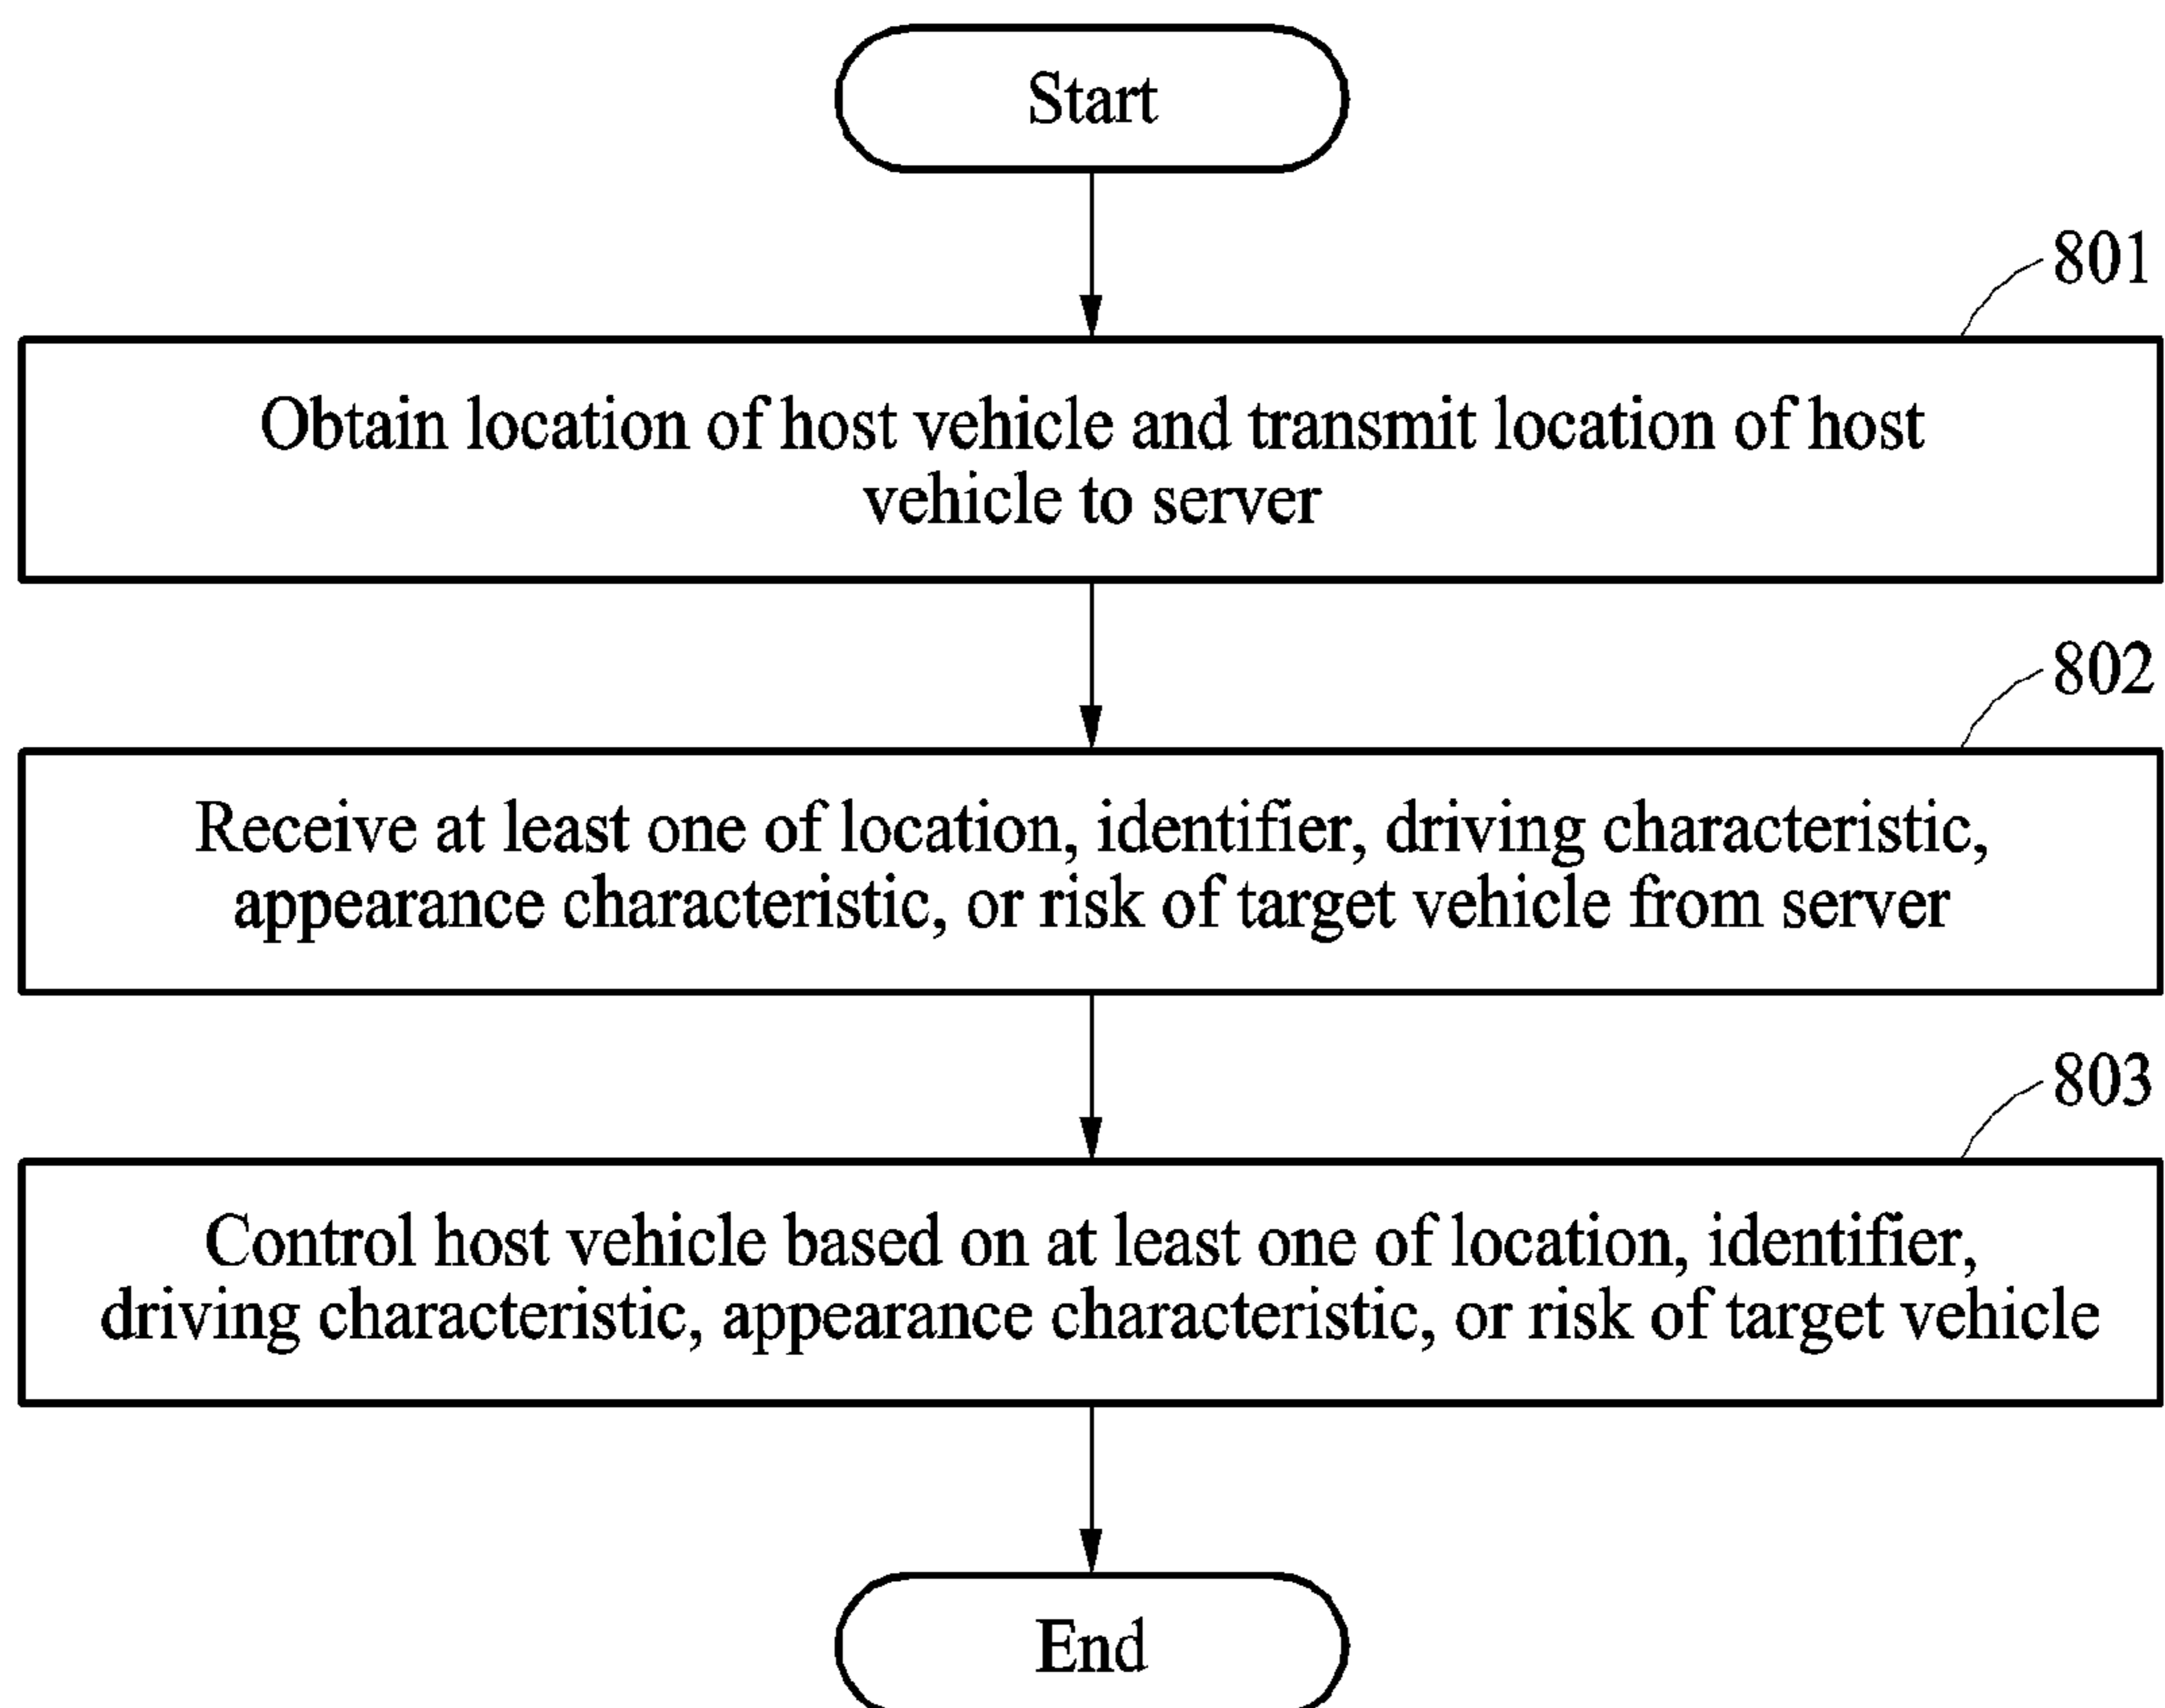 Start
801
Obtain location of host vehicle and transmit location of host
vehicle to server
802
Receive at least one of location, identifier, driving characteristic,
appearance characteristic, or risk of target vehicle from server
803
Control host vehicle based on at least one of location, identifier,
driving characteristic, appearance characteristic, or risk of target vehicle
End